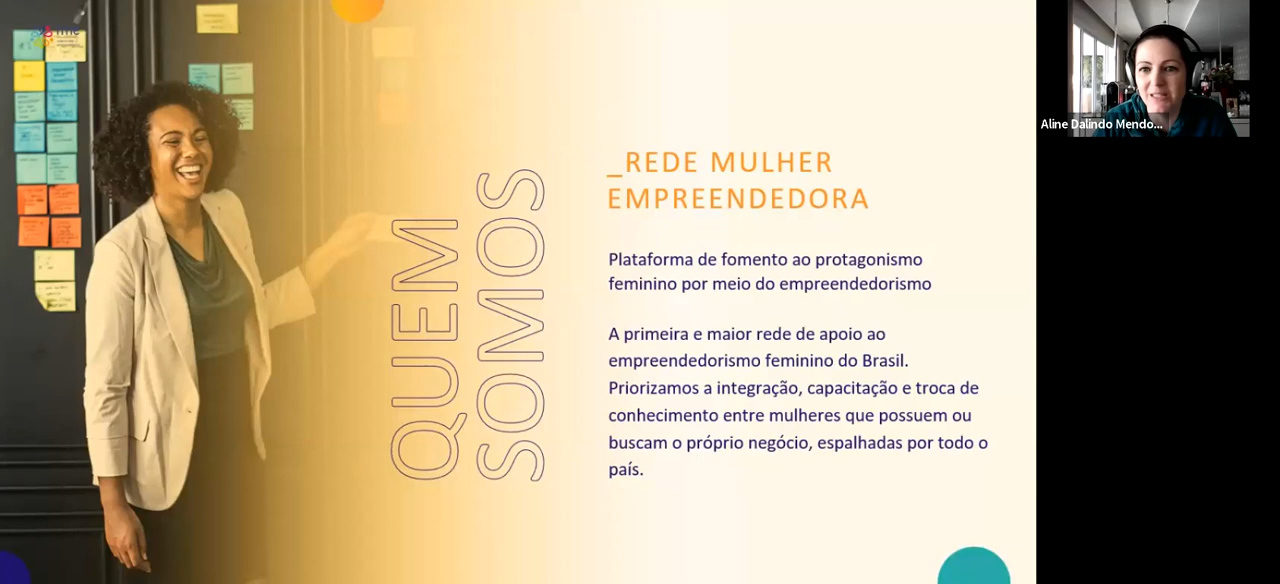 QUEM
SOMOS
_REDE MULHER
EMPREENDEDORA
Plataforma de fomento ao protagonismo
feminino por meio do empreendedorismo
A primeira e maior rede de apoio ao
empreendedorismo feminino do Brasil.
Priorizamos a integração, capacitação e troca de
conhecimento entre mulheres que possuem ou
buscam o próprio negócio, espalhadas por todo o
país.
Aline Dalindo Mendo...